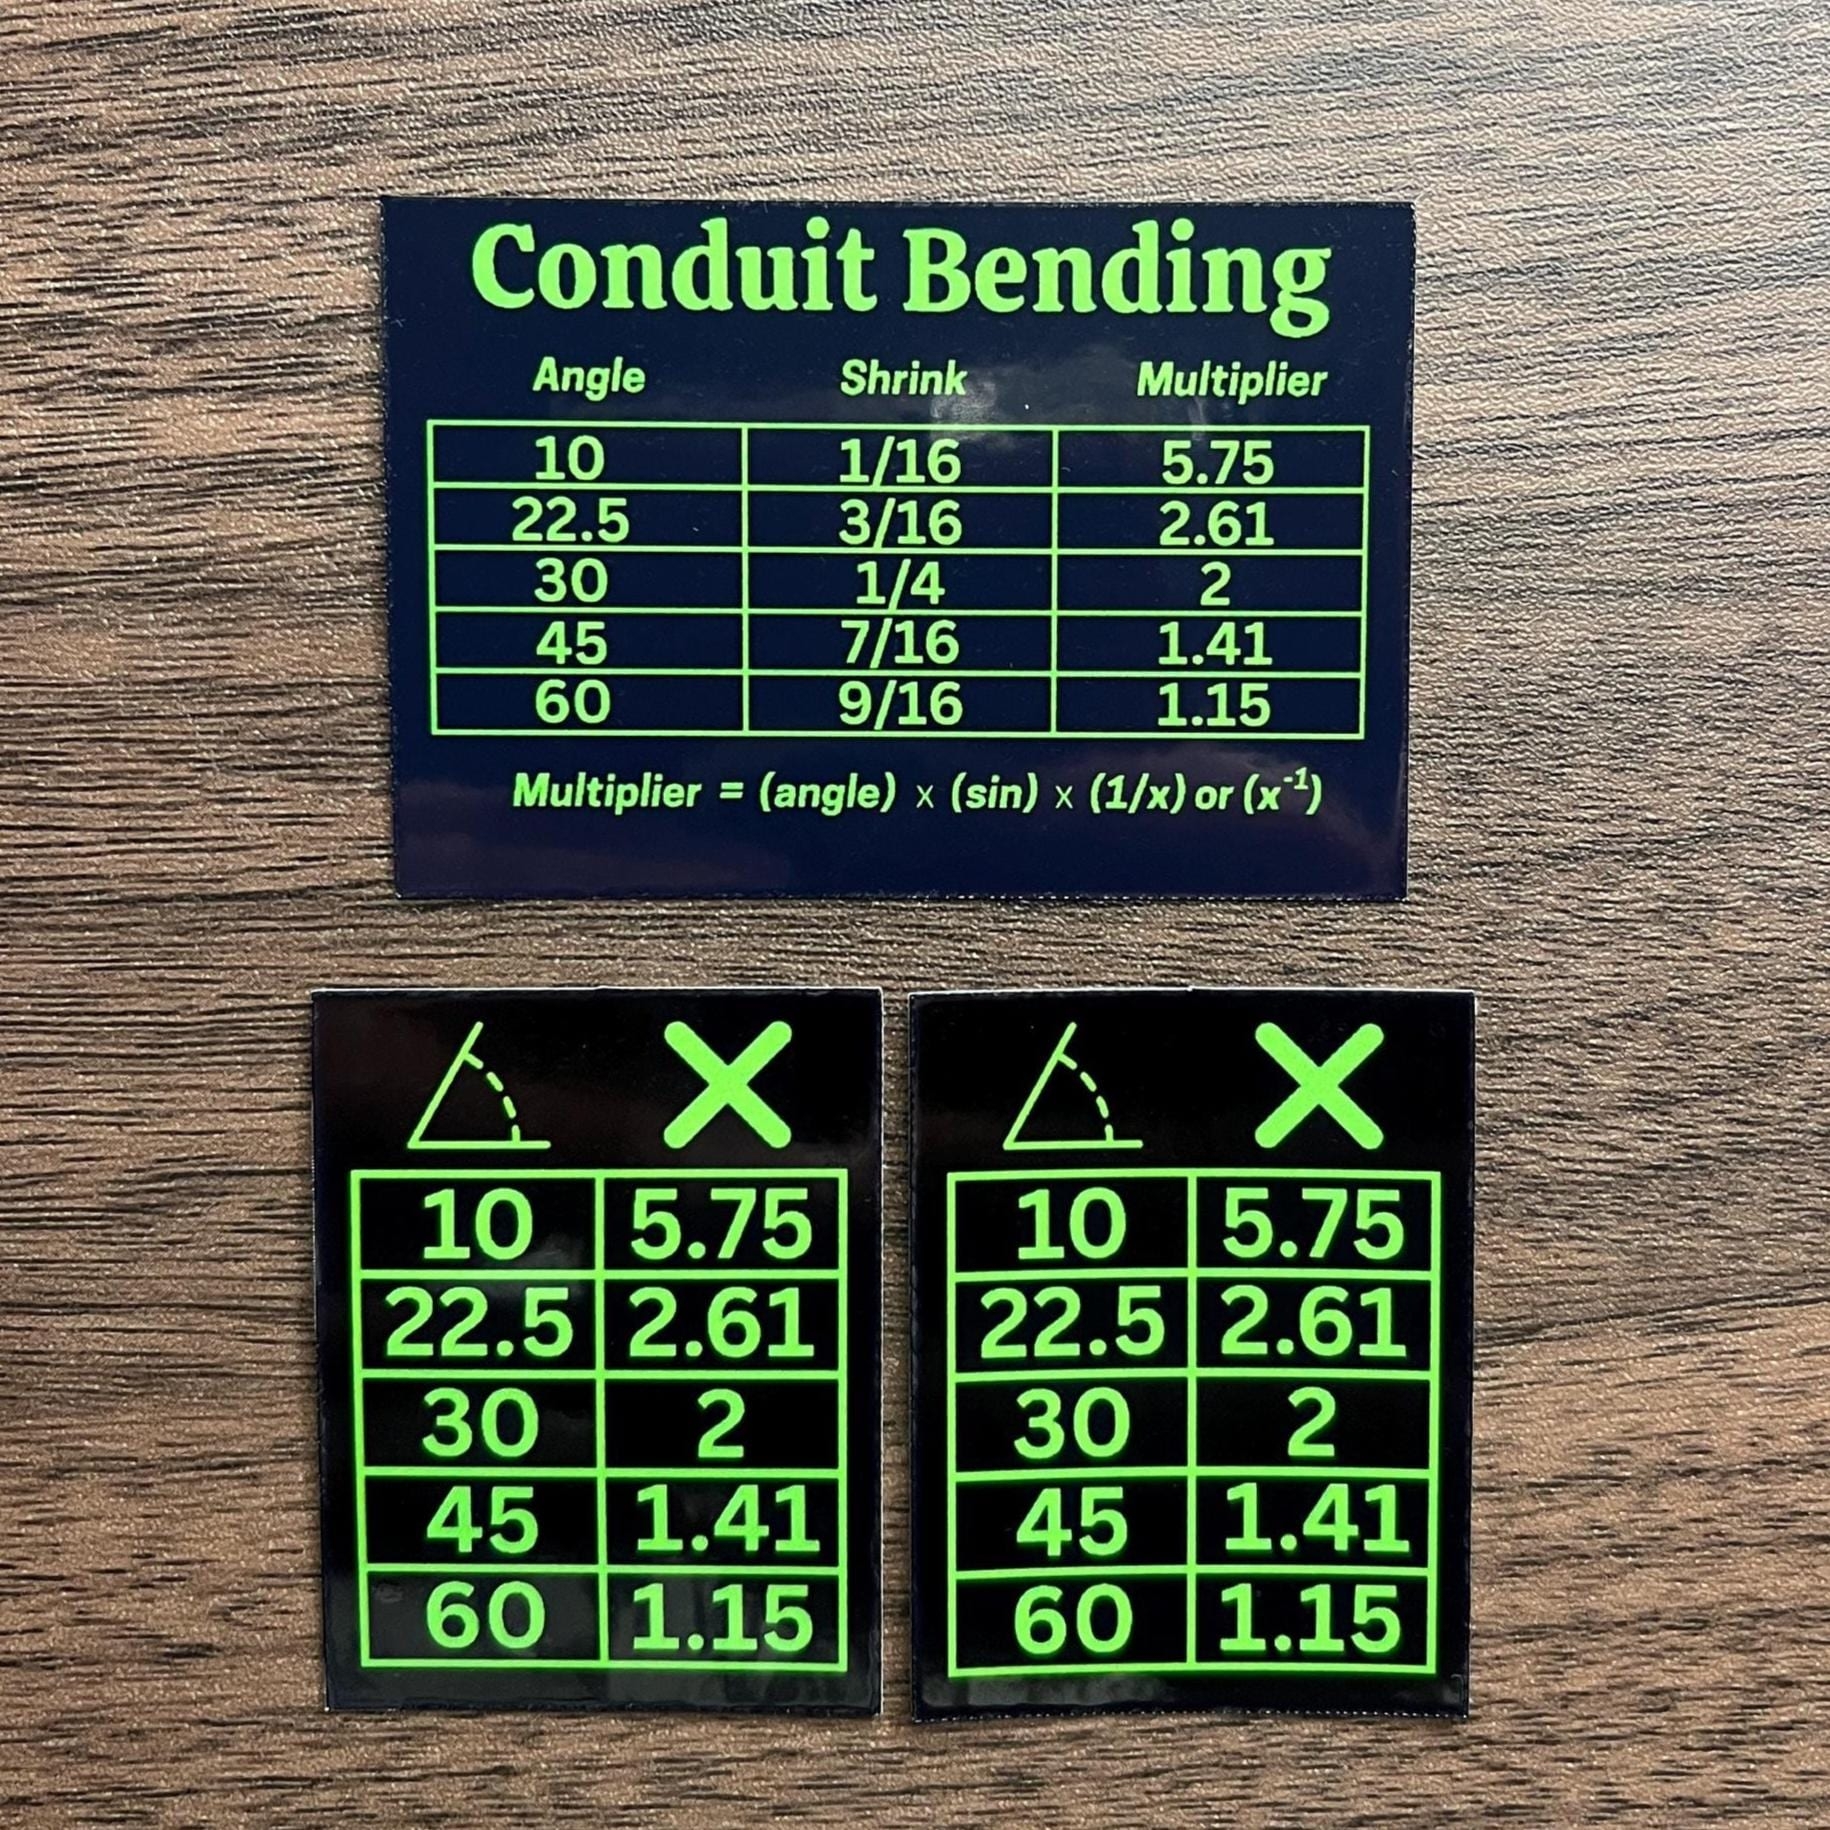 Conduit Bending
Angle Shrink Multiplier
10 1/16 5.75
22.5 3/16 2.61
30 1/4 2
45 7/16 1.41
60 9/16 1.15
Multiplier = (angle) x (sin) x (1/x) or (x⁻¹)
10 5.75
22.5 2.61
30 2
45 1.41
60 1.15
10 5.75
22.5 2.61
30 2
45 1.41
60 1.15